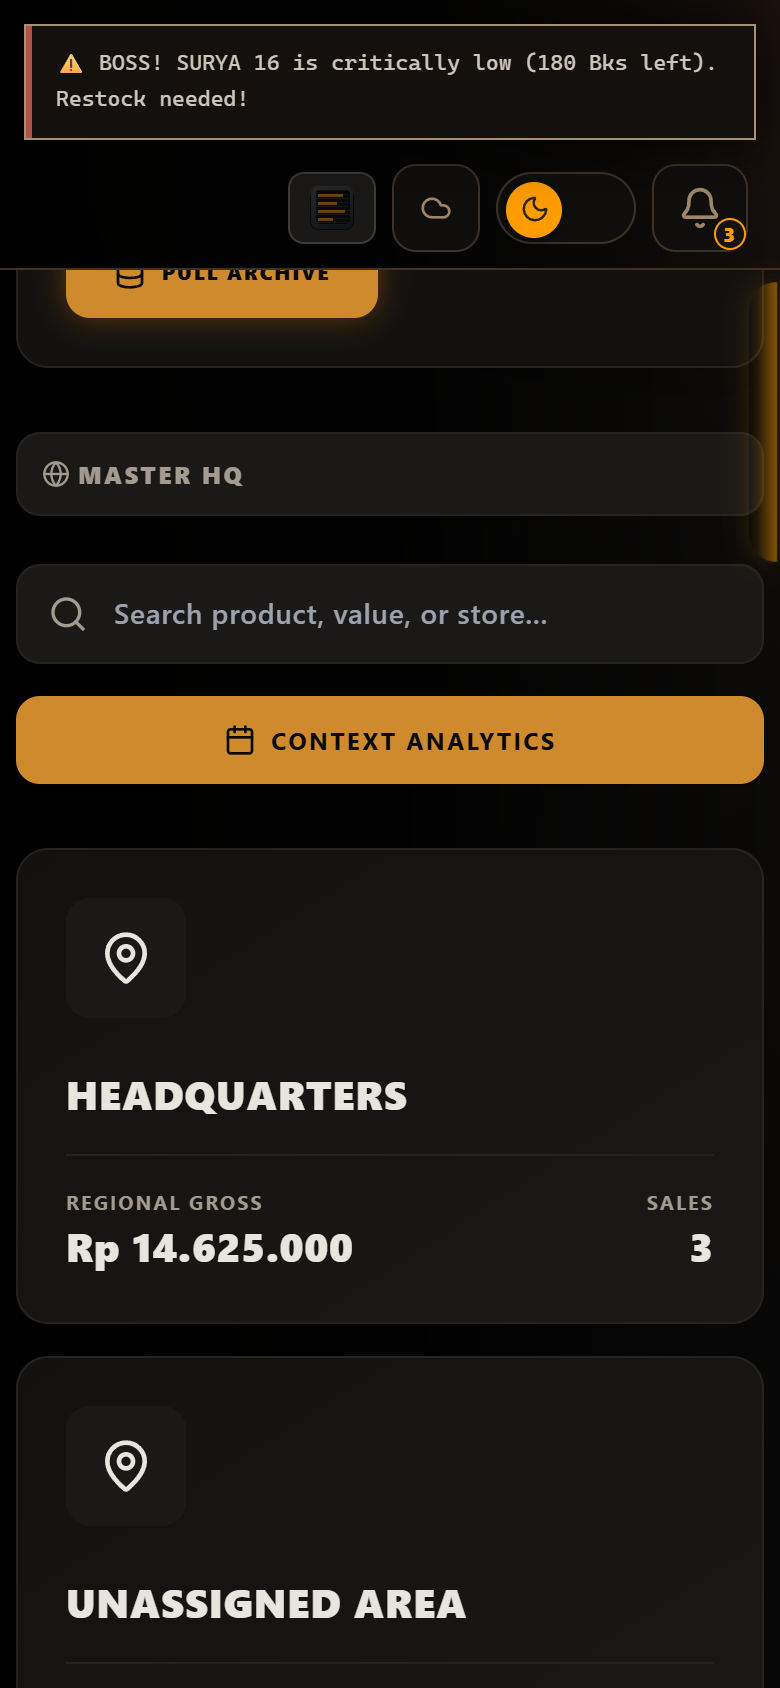 ⚠️ BOSS! SURYA 16 is critically low (180 Bks left).
Restock needed!
3
PULL ARCHIVE
MASTER HQ
Search product, value, or store...
CONTEXT ANALYTICS
HEADQUARTERS
REGIONAL GROSS SALES
Rp 14.625.000 3
UNASSIGNED AREA